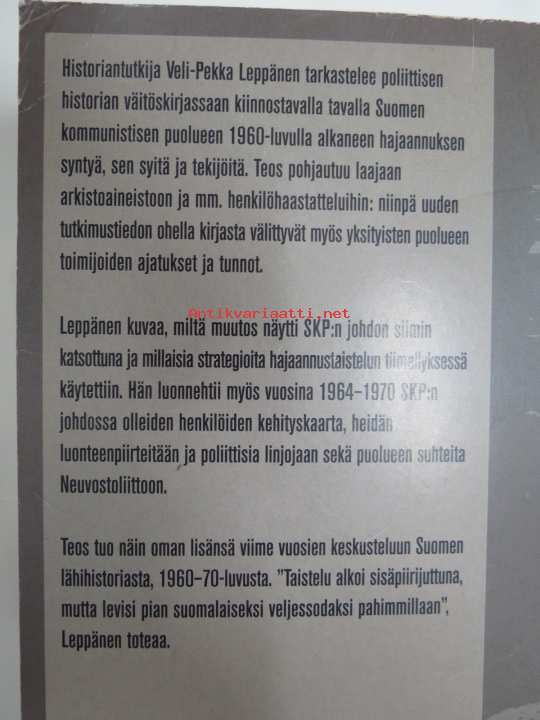 Historiantutkija Veli-Pekka Leppänen tarkastelee poliittisen
historian väitöskirjassaan kiinnostavalla tavalla Suomen
kommunistisen puolueen 1960-luvulla alkaneen hajaannuksen
syntyä, sen syitä ja tekijöitä. Teos pohjautuu laajaan
arkistoaineistoon ja mm. henkilöhaastatteluihin: niinpä uuden
tutkimustiedon ohella kirjasta välittyvät myös yksityisten puolueen
toimijoiden ajatukset ja tunnot.
Antikvariaatti.net
Leppänen kuvaa, miltä muutos näytti SKP:n johdon silmin
katsottuna ja millaisia strategioita hajaannustaistelun tiimellyksessä
käytettiin. Hän luonnehtii myös vuosina 1964–1970 SKP:n
johdossa olleiden henkilöiden kehityskaarta, heidän
luonteenpiirteitään ja poliittisia linjojaan sekä puolueen suhteita
Neuvostoliittoon.
Teos tuo näin oman lisänsä viime vuosien keskusteluun Suomen
lähihistoriasta, 1960–70-luvusta. ”Taistelu alkoi sisäpiirijuttuna,
mutta levisi pian suomalaiseksi veljessodaksi pahimmillaan”,
Leppänen toteaa.